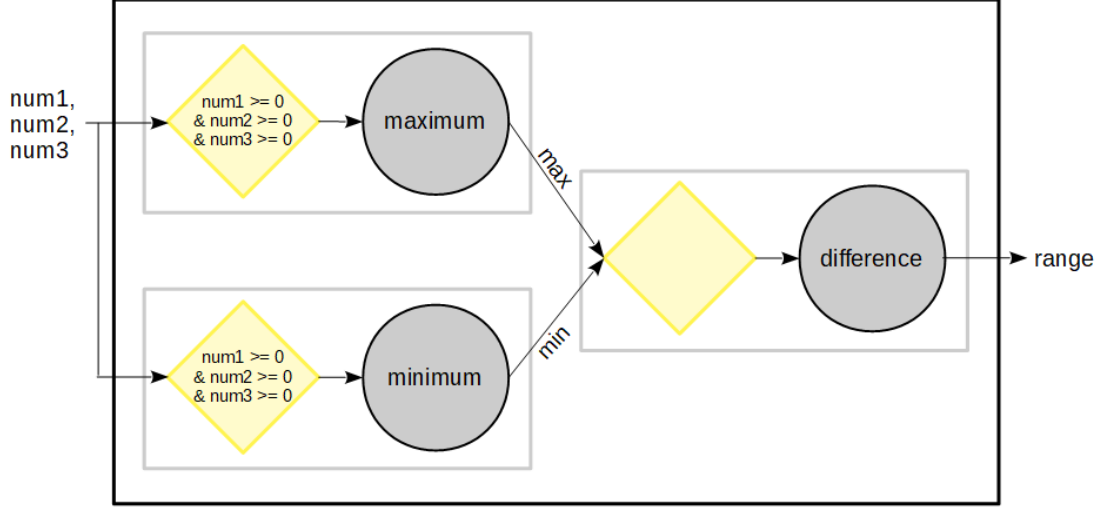 num1,
num2,
num3
num1 >= 0
& num2 >= 0
& num3 >= 0
maximum
max
num1 >= 0
& num2 >= 0
& num3 >= 0
minimum
min
difference
range